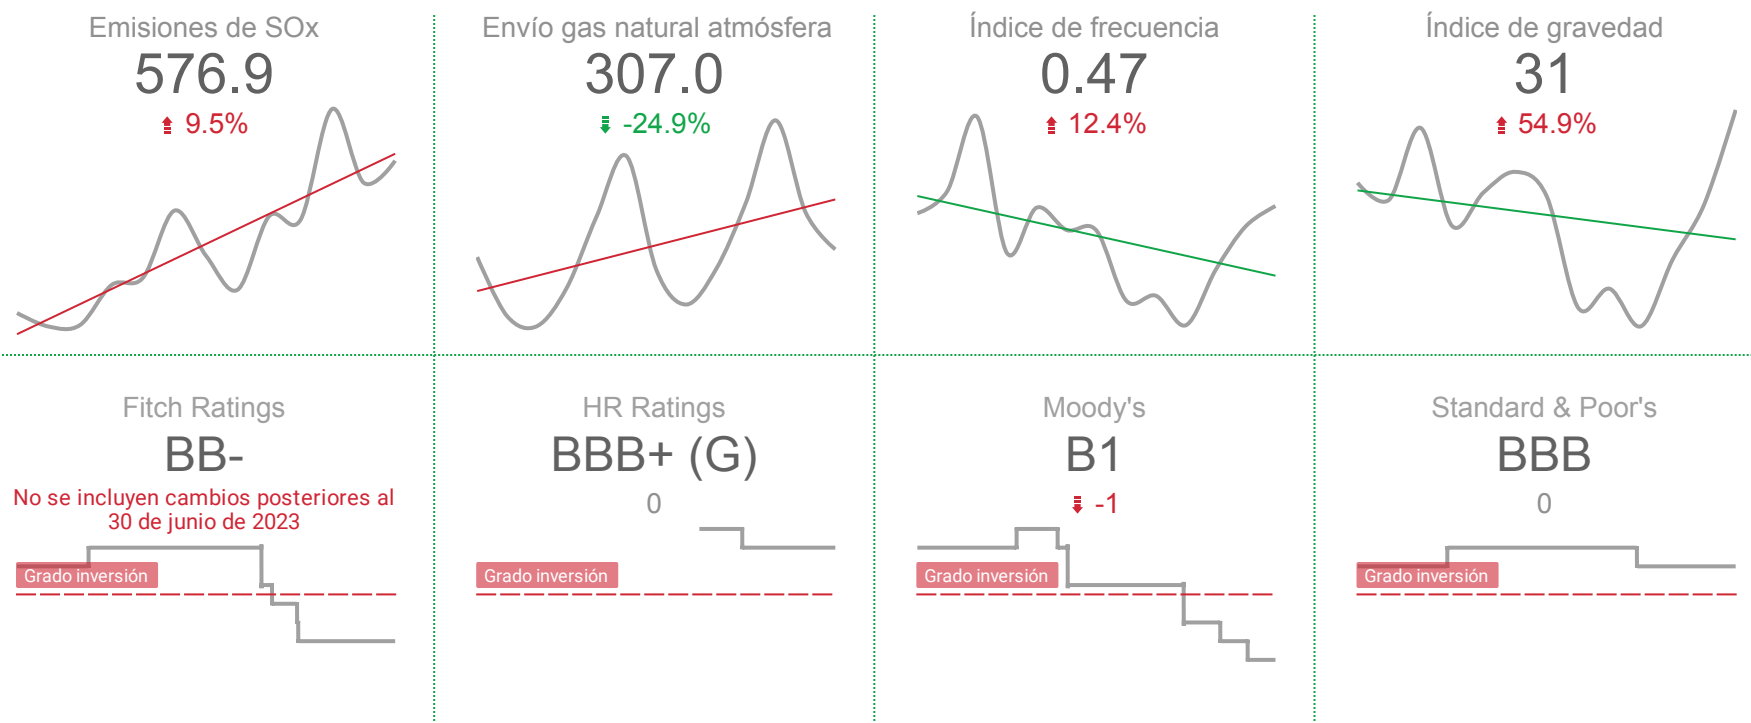 Emisiones de SOx
576.9
9.5%
Envío gas natural atmósfera
307.0
-24.9%
Índice de frecuencia
0.47
12.4%
Índice de gravedad
31
54.9%
Fitch Ratings
BB-
No se incluyen cambios posteriores al
30 de junio de 2023
Grado inversión
HR Ratings
BBB+ (G)
0
Grado inversión
Moody's
B1
-1
Grado inversión
Standard & Poor's
BBB
0
Grado inversión